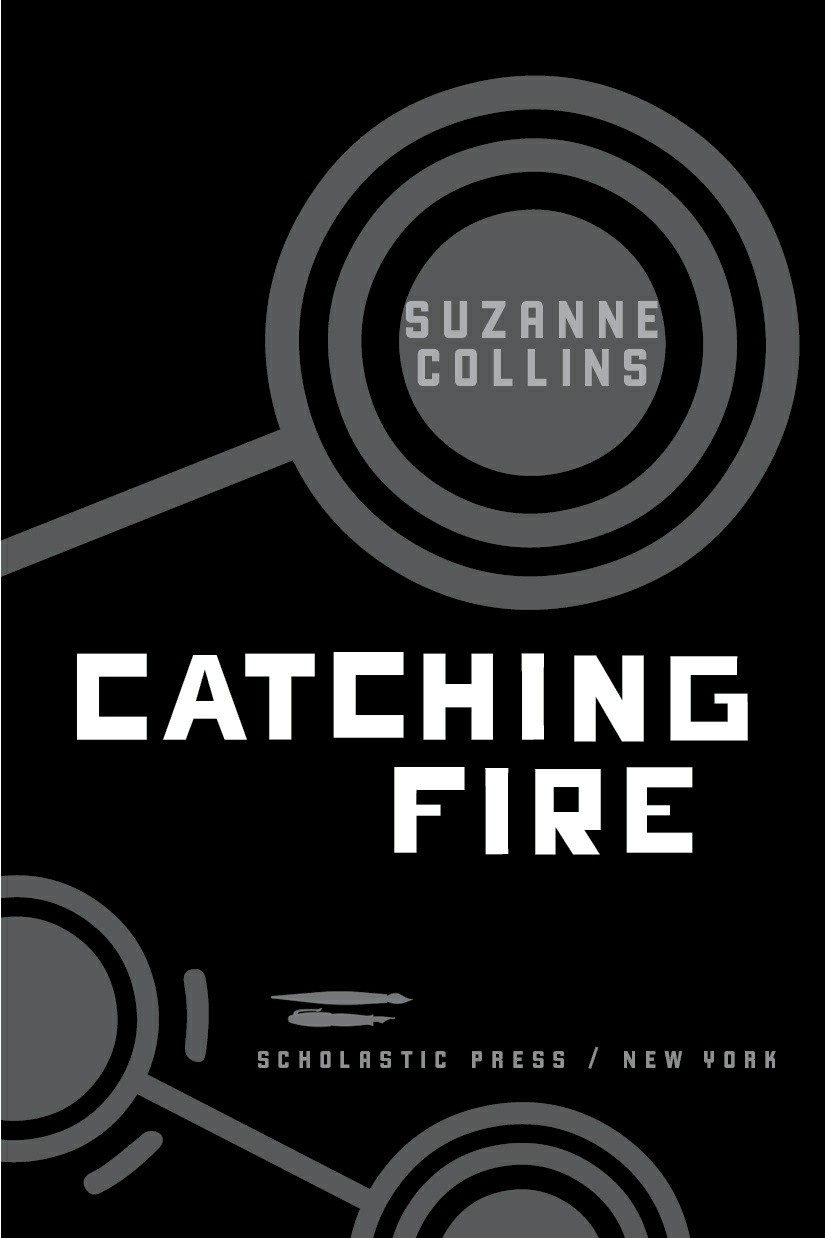 SUZANNE
COLLINS
CATCHING
FIRE
SCHOLASTIC PRESS / NEW YORK